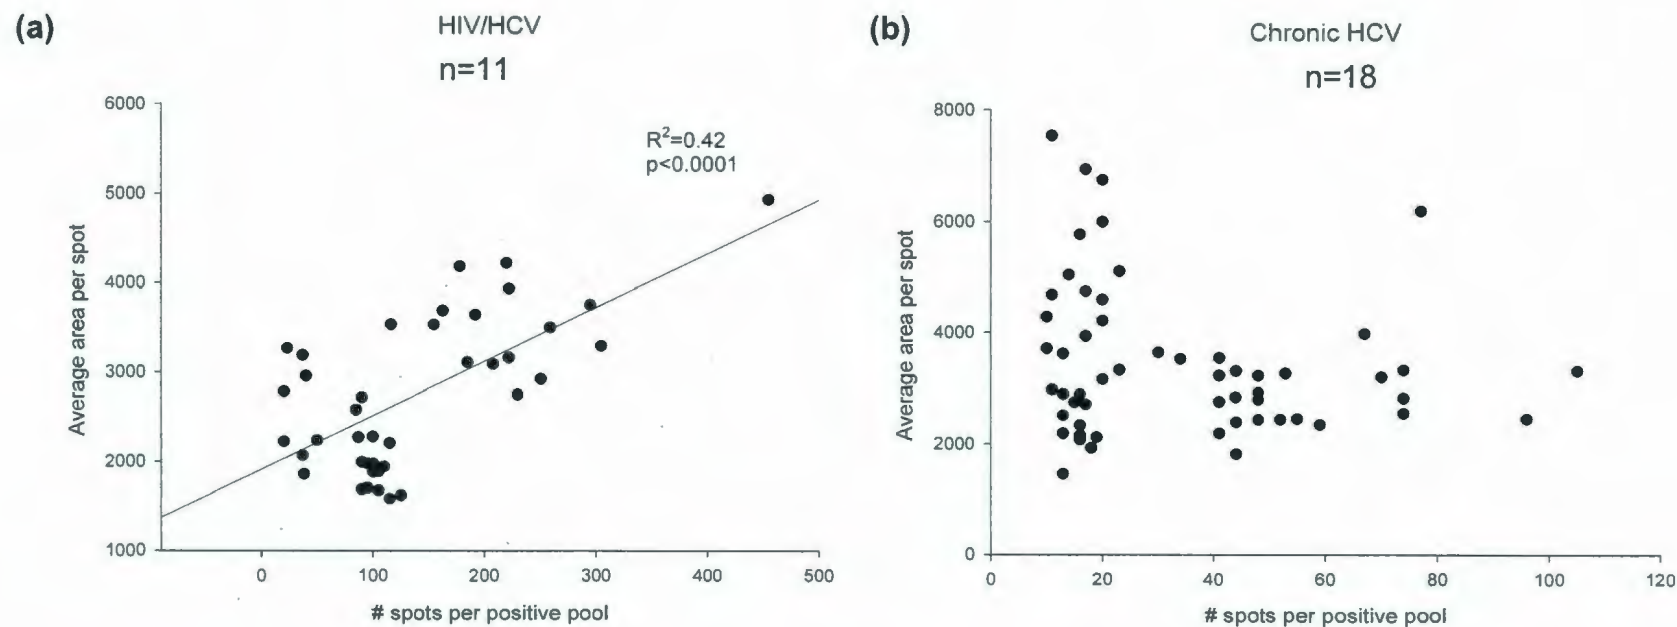 (a)
HIV/HCV
n=11
R²=0.42
p<0.0001
6000
5000
4000
3000
2000
1000
Average area per spot
0 100 200 300 400 500
# spots per positive pool
(b)
Chronic HCV
n=18
8000
6000
4000
2000
0
Average area per spot
0 20 40 60 80 100 120
# spots per positive pool